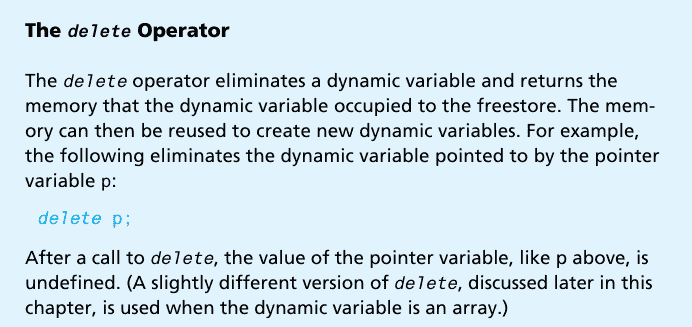 The delete Operator
The delete operator eliminates a dynamic variable and returns the
memory that the dynamic variable occupied to the freestore. The mem-
ory can then be reused to create new dynamic variables. For example,
the following eliminates the dynamic variable pointed to by the pointer
variable p:
delete p;
After a call to delete, the value of the pointer variable, like p above, is
undefined. (A slightly different version of delete, discussed later in this
chapter, is used when the dynamic variable is an array.)